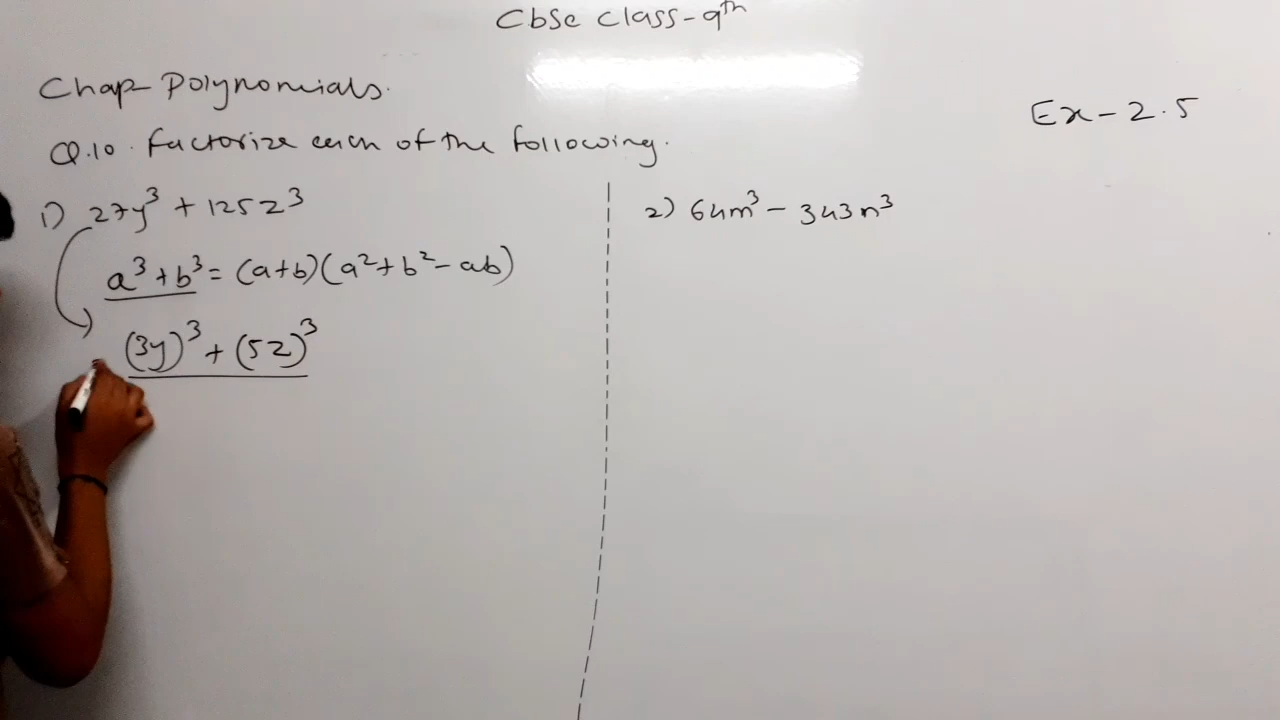 Cbse Class-9th
Chap Polynomials.
Ex-2.5
Q.10. Factorize each of the following.
1) 27y³ + 125z³
a³ + b³ = (a+b)(a² + b² - ab)
(3y)³ + (5z)³
2) 64m³ - 343n³